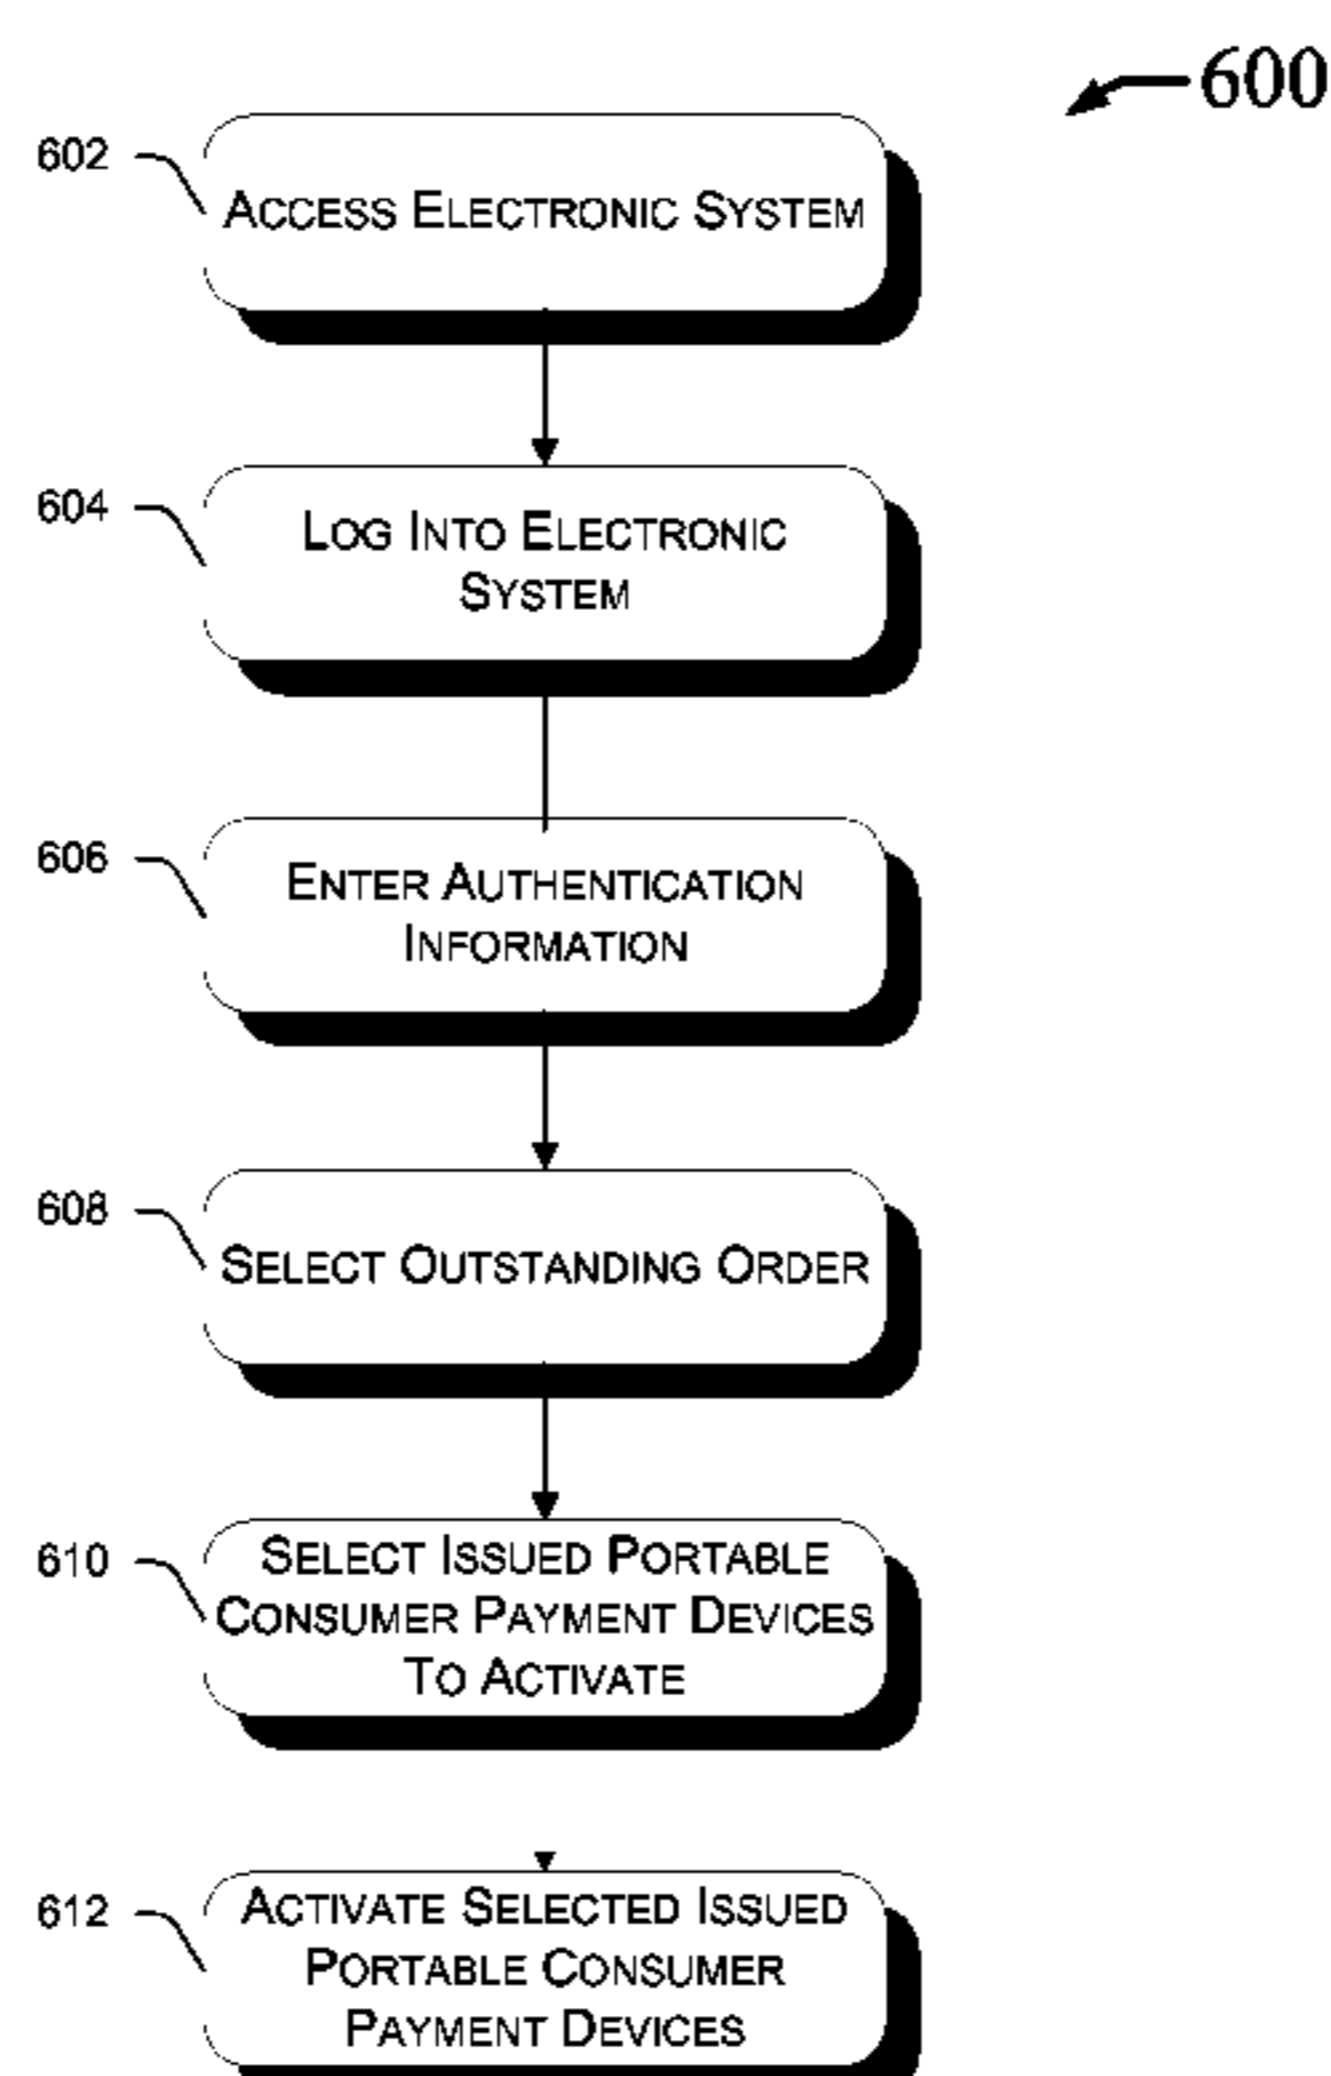 600
602
ACCESS ELECTRONIC SYSTEM
604
LOG INTO ELECTRONIC
SYSTEM
606
ENTER AUTHENTICATION
INFORMATION
608
SELECT OUTSTANDING ORDER
610
SELECT ISSUED PORTABLE
CONSUMER PAYMENT DEVICES
TO ACTIVATE
612
ACTIVATE SELECTED ISSUED
PORTABLE CONSUMER
PAYMENT DEVICES